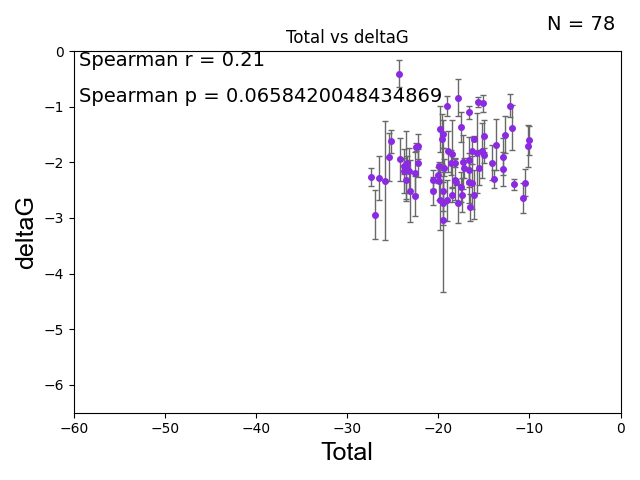 N = 78
Total vs deltaG
Spearman r = 0.21
Spearman p = 0.0658420048434869
0
−1
−2
−3
−4
−5
−6
deltaG
−60 −50 −40 −30 −20 −10 0
Total